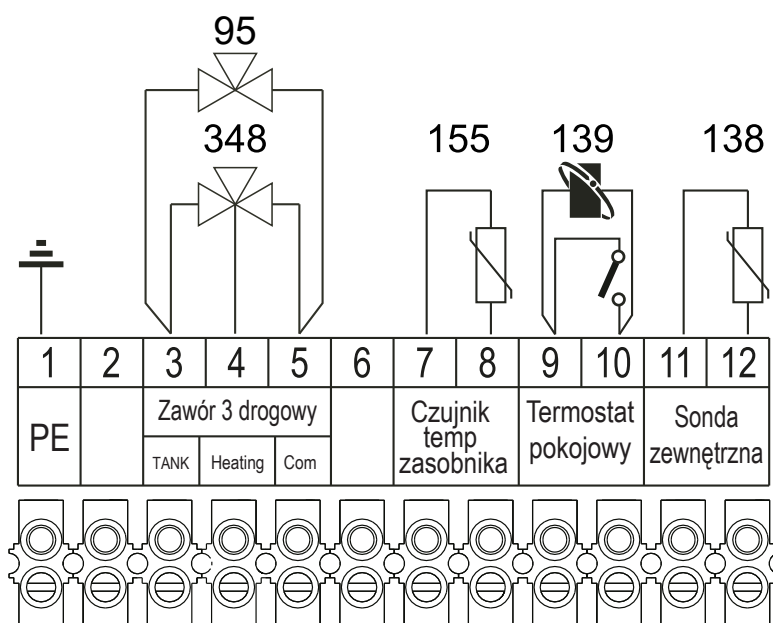 95
348
155
139
138
1 2 3 4 5 6 7 8 9 10 11 12
PE
Zawór 3 drogowy
TANK Heating Com
Czujnik
temp
zasobnika
Termostat
pokojowy
Sonda
zewnętrzna